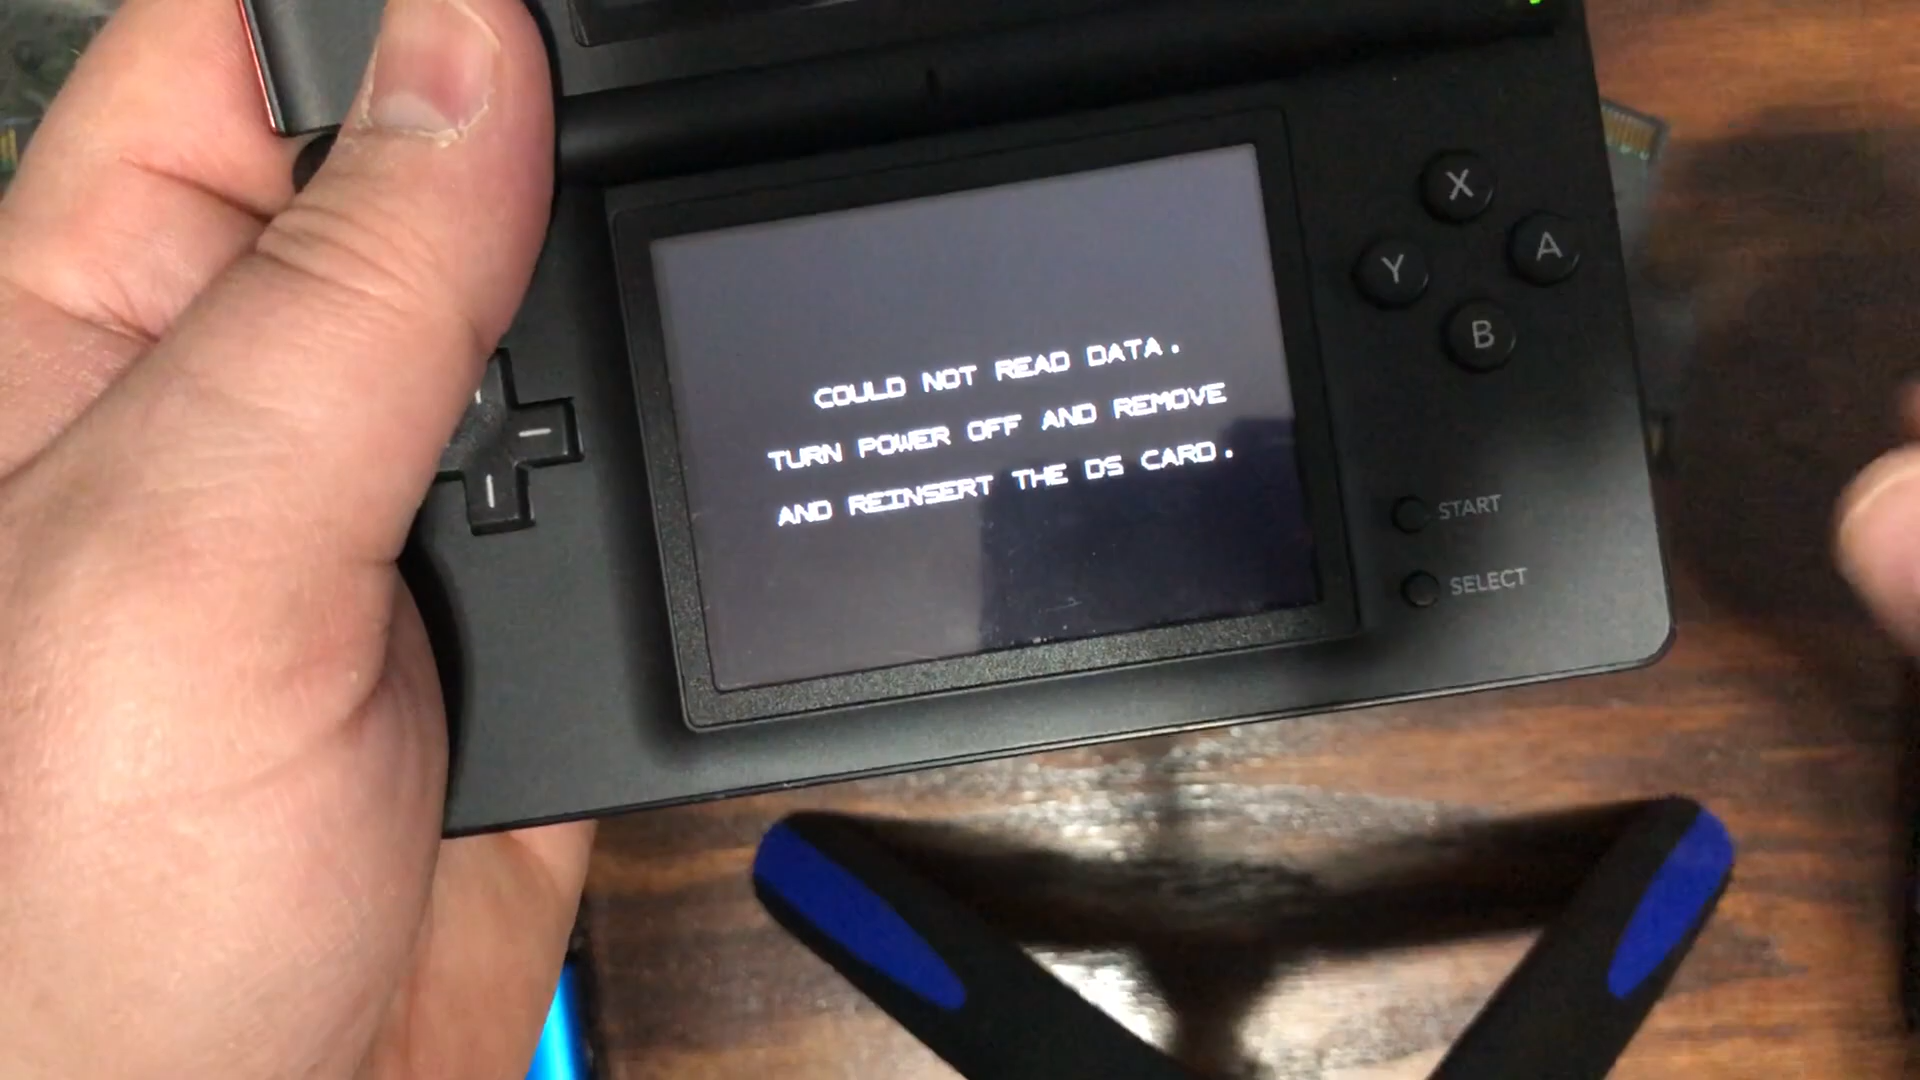 COULD NOT READ DATA.
TURN POWER OFF AND REMOVE
AND REINSERT THE DS CARD.
X
A
Y
B
START
SELECT